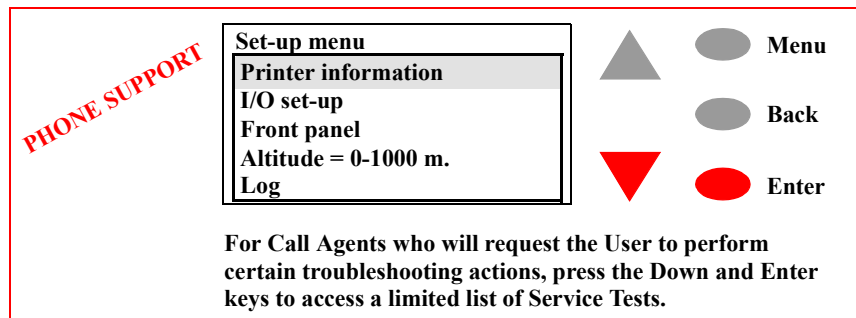 PHONE SUPPORT
Set-up menu
Printer information
I/O set-up
Front panel
Altitude = 0-1000 m.
Log
Menu
Back
Enter
For Call Agents who will request the User to perform
certain troubleshooting actions, press the Down and Enter
keys to access a limited list of Service Tests.